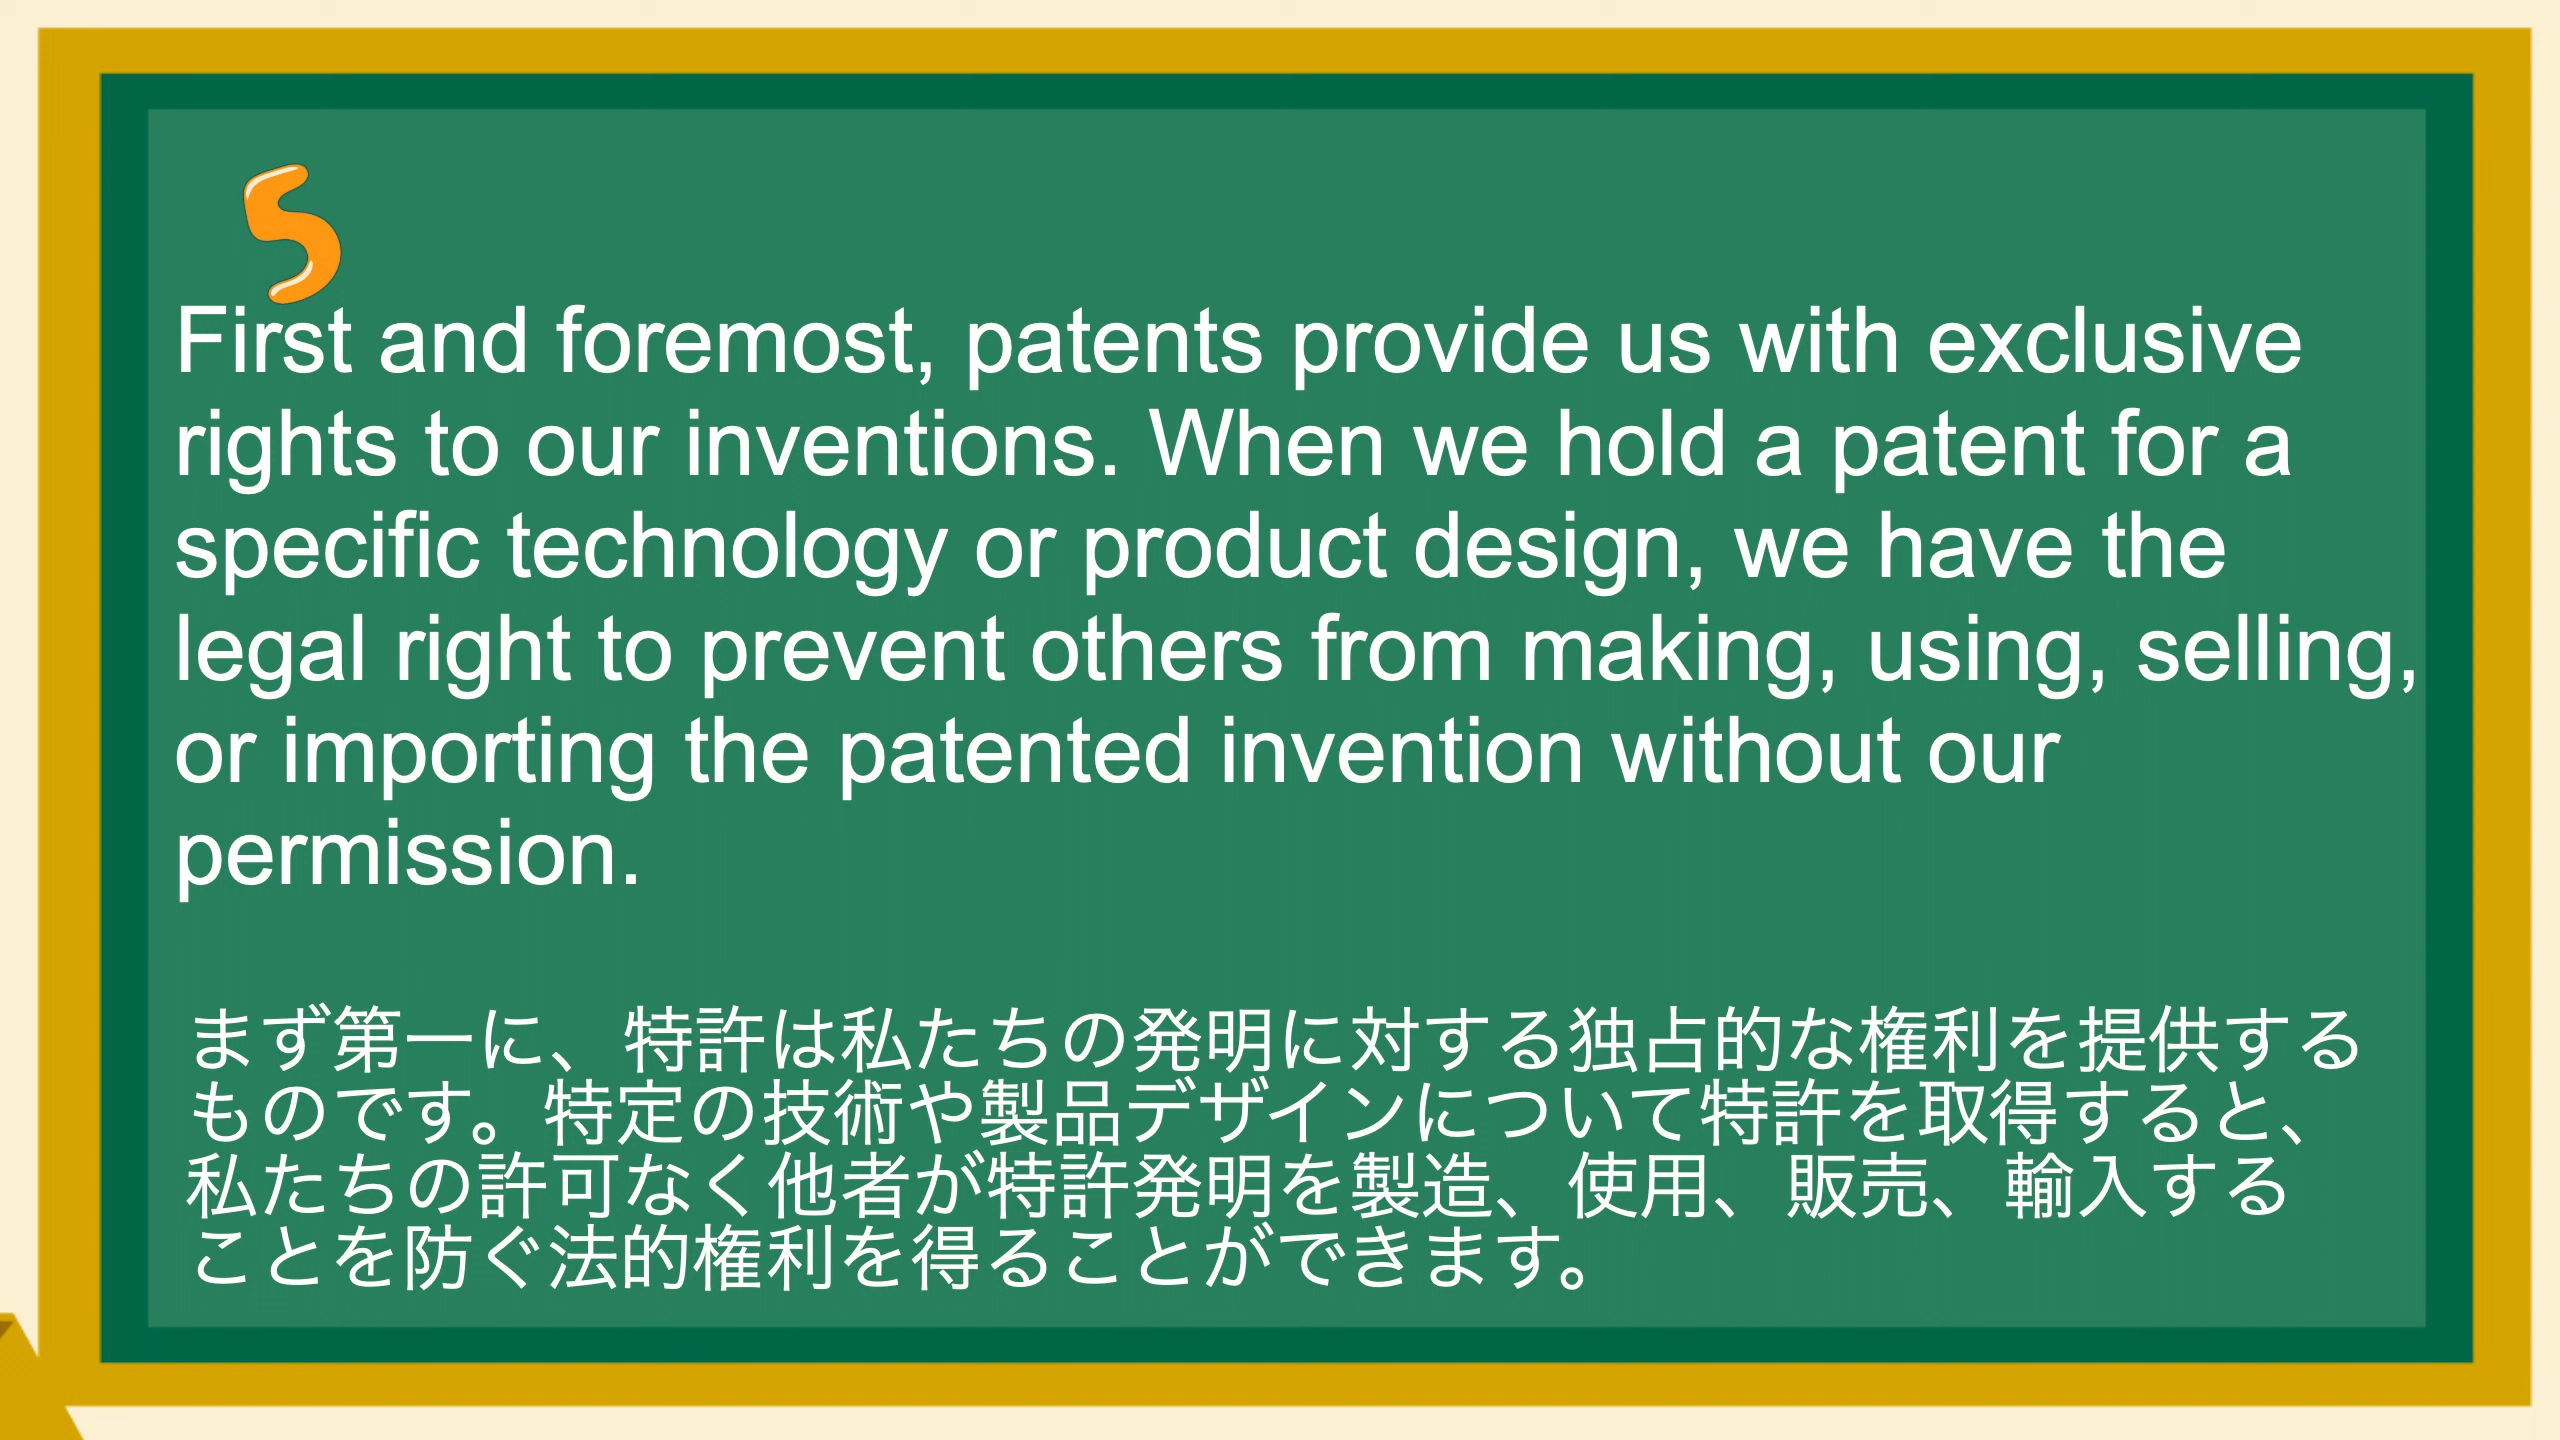 5
First and foremost, patents provide us with exclusive
rights to our inventions. When we hold a patent for a
specific technology or product design, we have the
legal right to prevent others from making, using, selling,
or importing the patented invention without our
permission.
まず第一に、特許は私たちの発明に対する独占的な権利を提供する
ものです。特定の技術や製品デザインについて特許を取得すると、
私たちの許可なく他者が特許発明を製造、使用、販売、輸入する
ことを防ぐ法的権利を得ることができます。